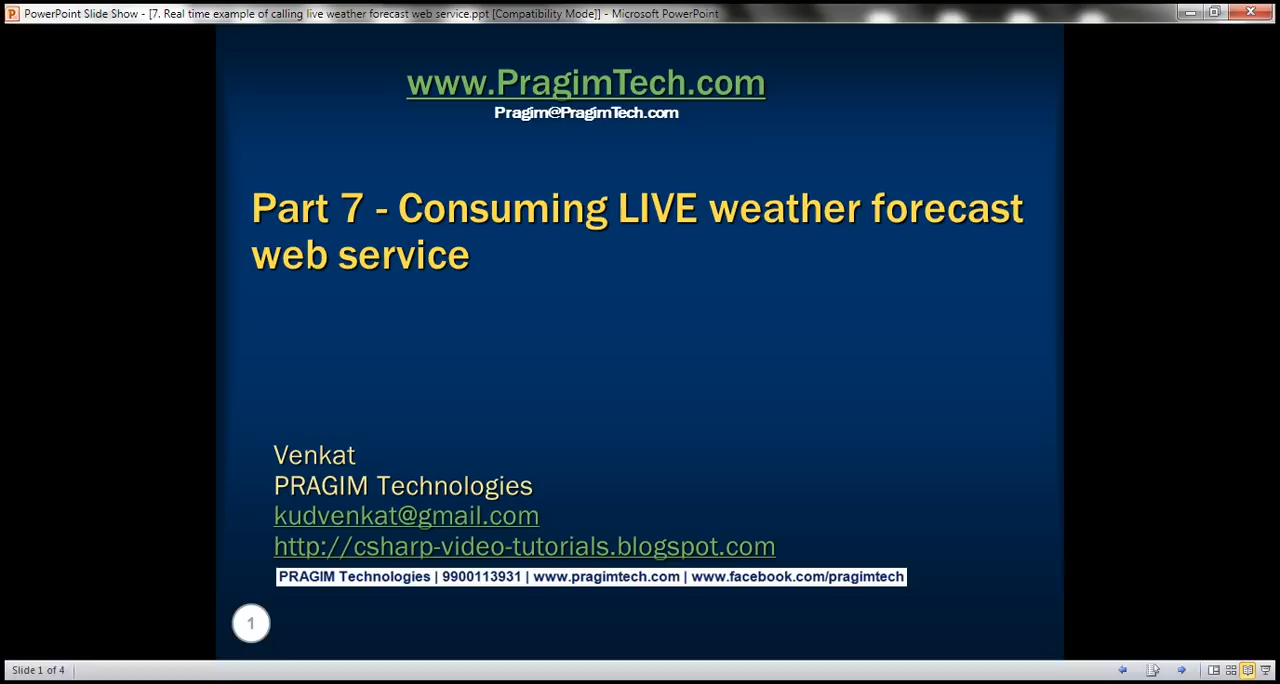 PowerPoint Slide Show - [7. Real time example of calling live weather forecast web service.ppt [Compatibility Mode]] - Microsoft PowerPoint
www.PragimTech.com
Pragim@PragimTech.com
Part 7 - Consuming LIVE weather forecast
web service
Venkat
PRAGIM Technologies
kudvenkat@gmail.com
http://csharp-video-tutorials.blogspot.com
PRAGIM Technologies | 9900113931 | www.pragimtech.com | www.facebook.com/pragimtech
1
Slide 1 of 4